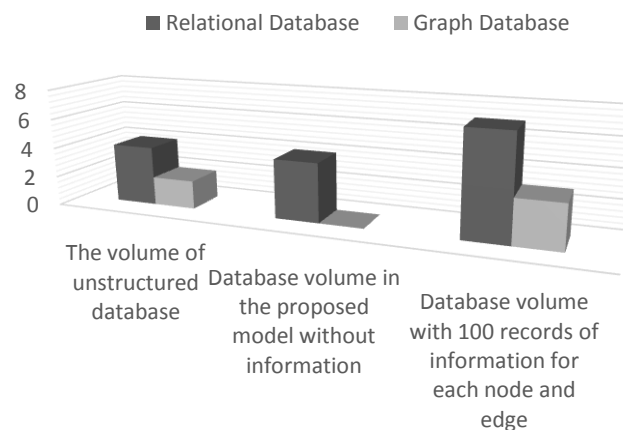 Relational Database Graph Database
8
6
4
2
0
The volume of
unstructured
database
Database volume in
the proposed
model without
information
Database volume
with 100 records of
information for
each node and
edge